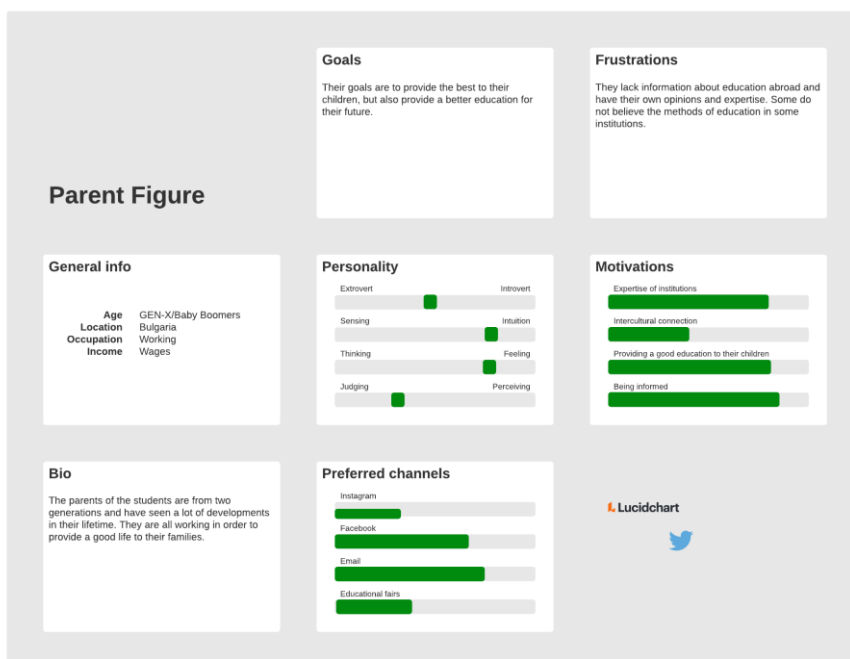 Goals
Their goals are to provide the best to their
children, but also provide a better education for
their future.
Frustrations
They lack information about education abroad and
have their own opinions and expertise. Some do
not believe the methods of education in some
institutions.
Parent Figure
General info
Age GEN-X/Baby Boomers
Location Bulgaria
Occupation Working
Income Wages
Personality
Extrovert Introvert
Sensing Intuition
Thinking Feeling
Judging Perceiving
Motivations
Expertise of institutions
Intercultural connection
Providing a good education to their children
Being informed
Bio
The parents of the students are from two
generations and have seen a lot of developments
in their lifetime. They are all working in order to
provide a good life to their families.
Preferred channels
Instagram
Facebook
Email
Educational fairs
Lucidchart